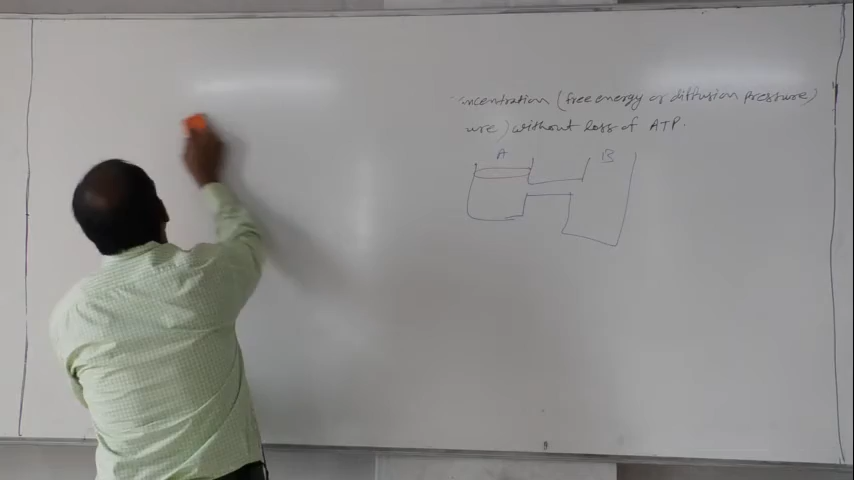 ncentration (free energy or diffusion pressure)
ure) without loss of ATP.
A B